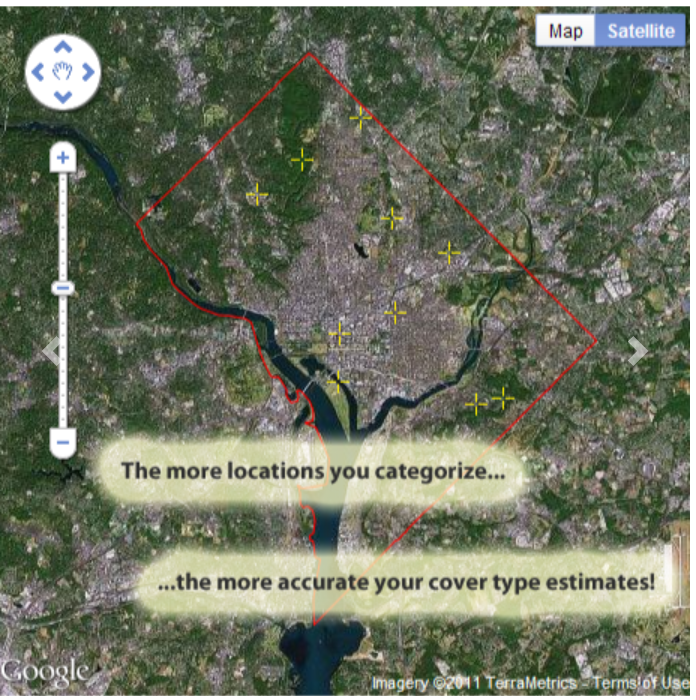 Map Satellite
The more locations you categorize...
...the more accurate your cover type estimates!
Google
Imagery ©2011 TerraMetrics - Terms of Use